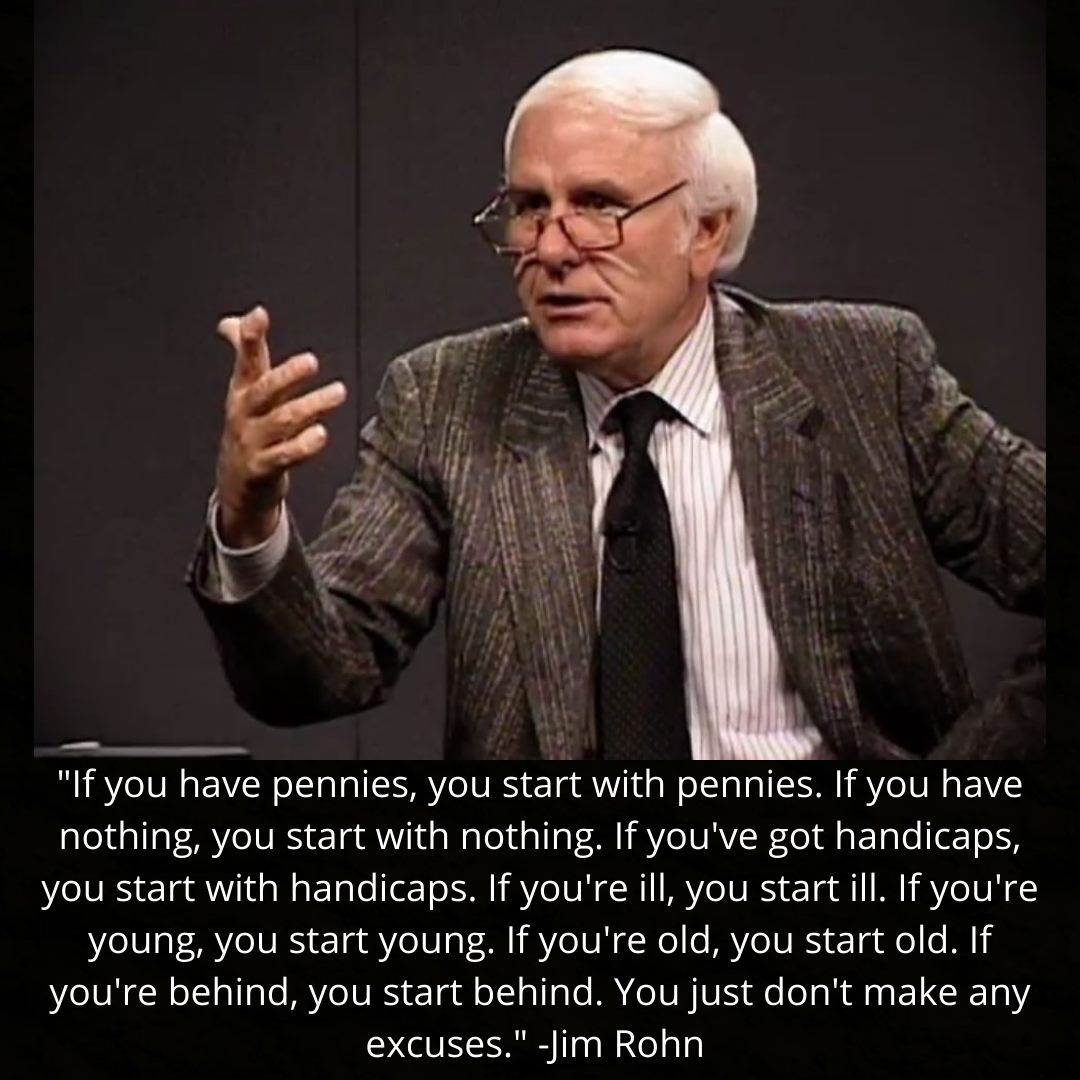 "If you have pennies, you start with pennies. If you have
nothing, you start with nothing. If you've got handicaps,
you start with handicaps. If you're ill, you start ill. If you're
young, you start young. If you're old, you start old. If
you're behind, you start behind. You just don't make any
excuses." -Jim Rohn